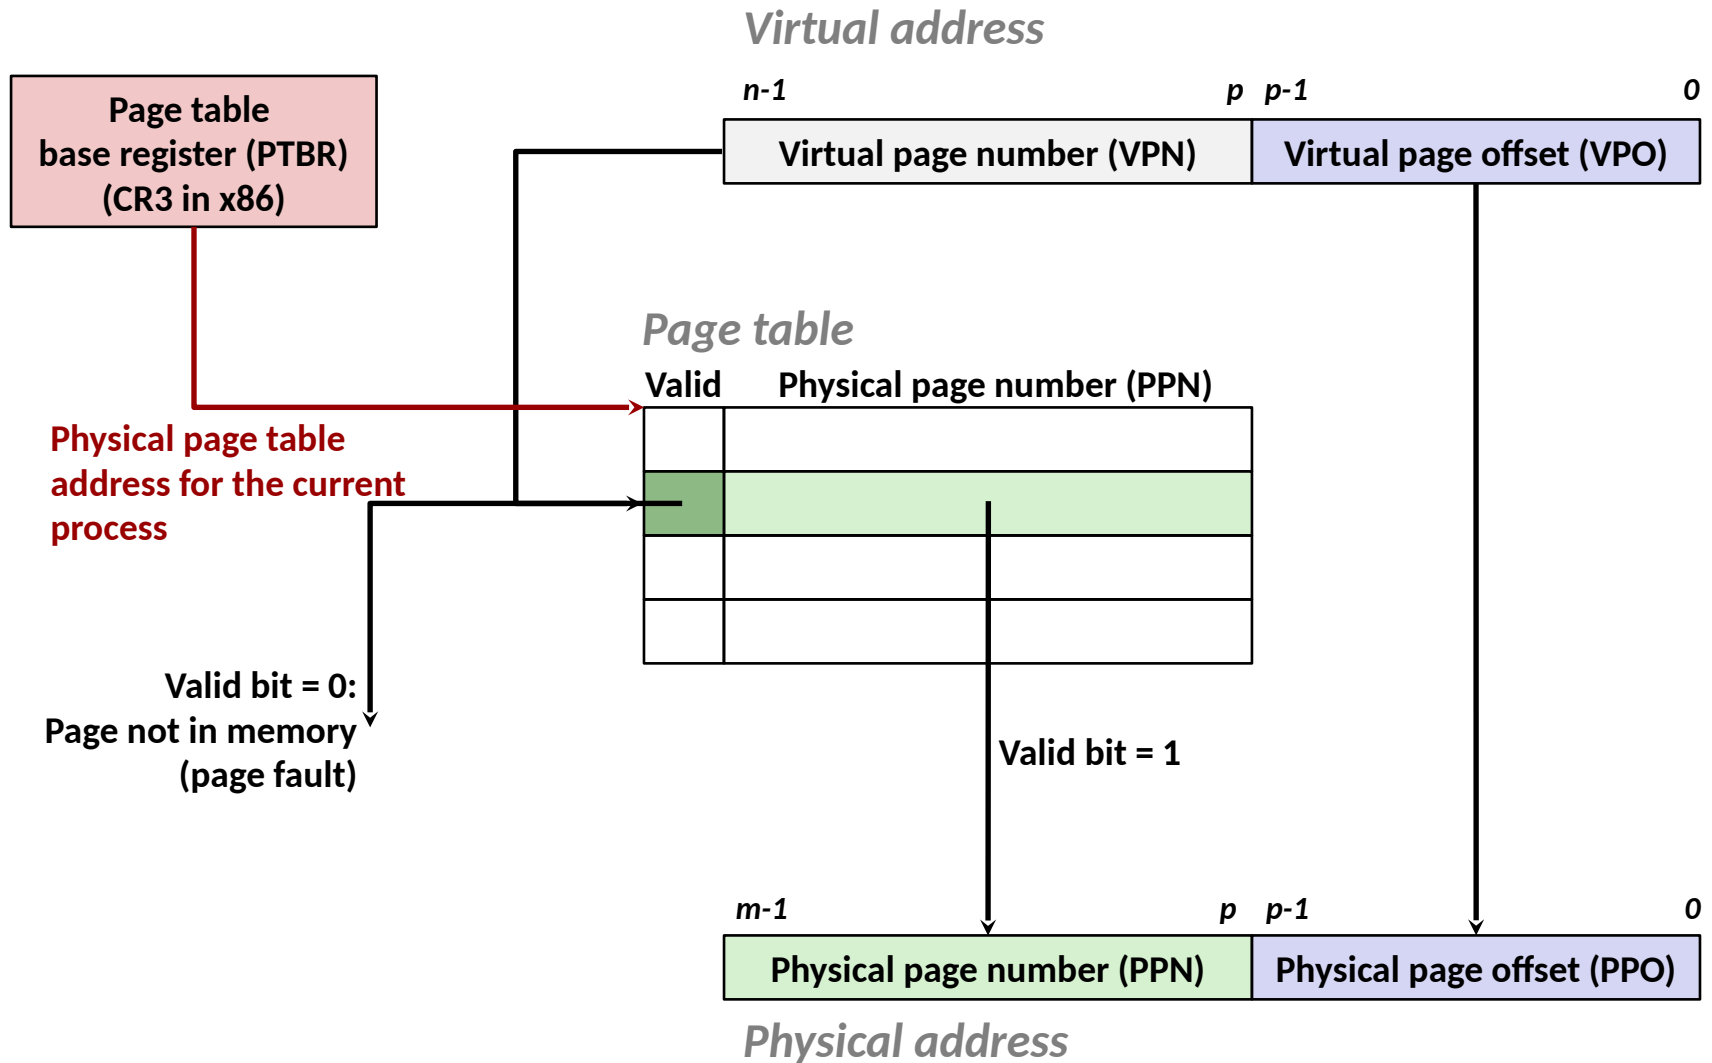 Virtual address
n-1 p p-1 0
Page table
base register (PTBR)
(CR3 in x86)
Virtual page number (VPN) Virtual page offset (VPO)
Page table
Valid Physical page number (PPN)
Physical page table
address for the current
process
Valid bit = 0:
Page not in memory
(page fault)
Valid bit = 1
m-1 p p-1 0
Physical page number (PPN) Physical page offset (PPO)
Physical address